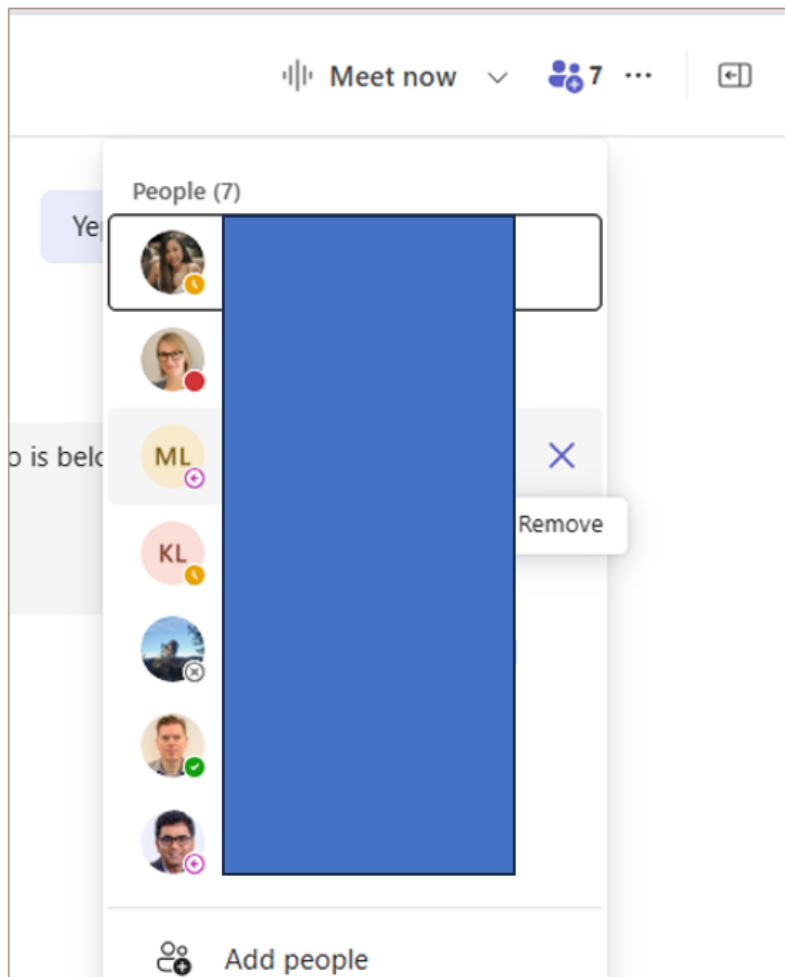 Meet now 7 ...
People (7)
Ye
ML
o is belo
Remove
KL
Add people